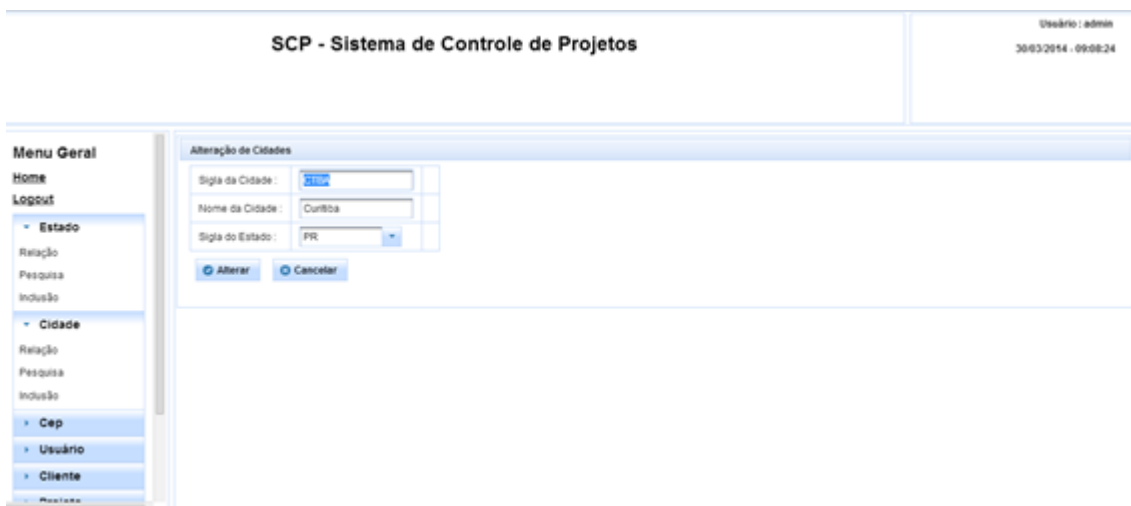 SCP - Sistema de Controle de Projetos
Usuário : admin
30/03/2014 - 09:08:24
Menu Geral
Home
Logout
Estado
Relação
Pesquisa
Inclusão
Cidade
Relação
Pesquisa
Inclusão
Cep
Usuário
Cliente
Projeto
Alteração de Cidades
Sigla da Cidade : CTBA
Nome da Cidade : Curitiba
Sigla do Estado : PR
Alterar Cancelar